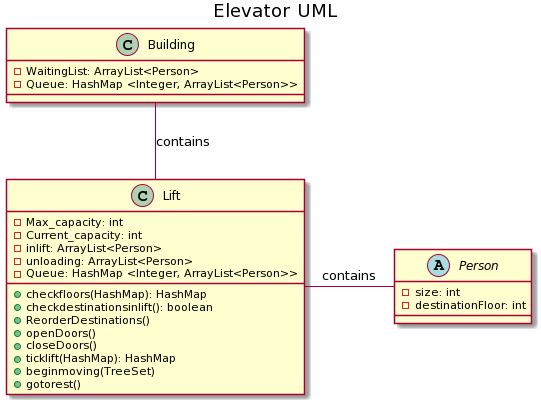 Elevator UML
C Building
WaitingList: ArrayList<Person>
Queue: HashMap <Integer, ArrayList<Person>>
contains
C Lift
Max_capacity: int
Current_capacity: int
inlift: ArrayList<Person>
unloading: ArrayList<Person>
Queue: HashMap <Integer, ArrayList<Person>>
checkfloors(HashMap): HashMap
checkdestinationsinlift(): boolean
ReorderDestinations()
openDoors()
closeDoors()
ticklift(HashMap): HashMap
beginmoving(TreeSet)
gotorest()
contains
A Person
size: int
destinationFloor: int